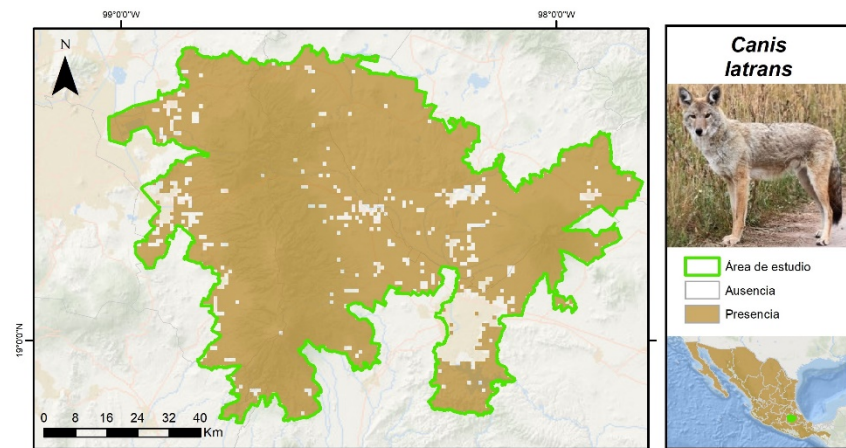 99°0'0"W
98°0'0"W
N
19°0'0"N
0 8 16 24 32 40
Km
Canis
latrans
Área de estudio
Ausencia
Presencia